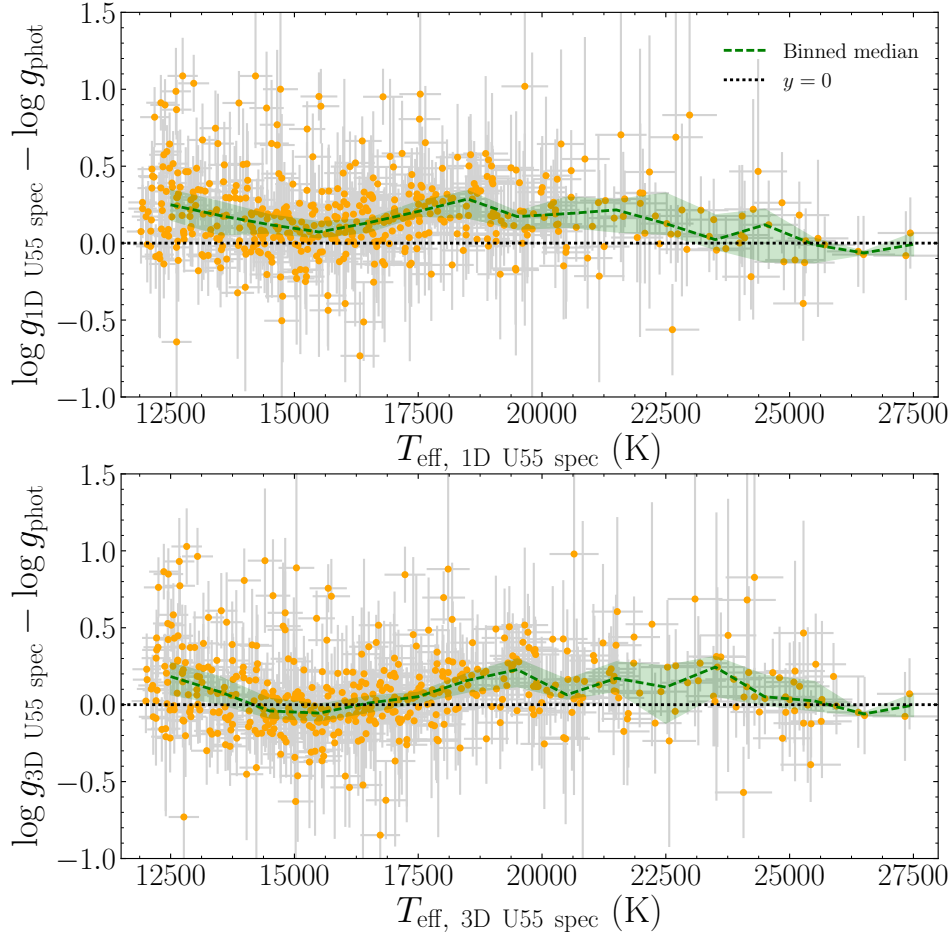 1.5
1.0
0.5
0.0
−0.5
−1.0
log g1D U55 spec − log gphot
Binned median
y = 0
12500 15000 17500 20000 22500 25000 27500
Teff, 1D U55 spec (K)
1.5
1.0
0.5
0.0
−0.5
−1.0
log g3D U55 spec − log gphot
12500 15000 17500 20000 22500 25000 27500
Teff, 3D U55 spec (K)